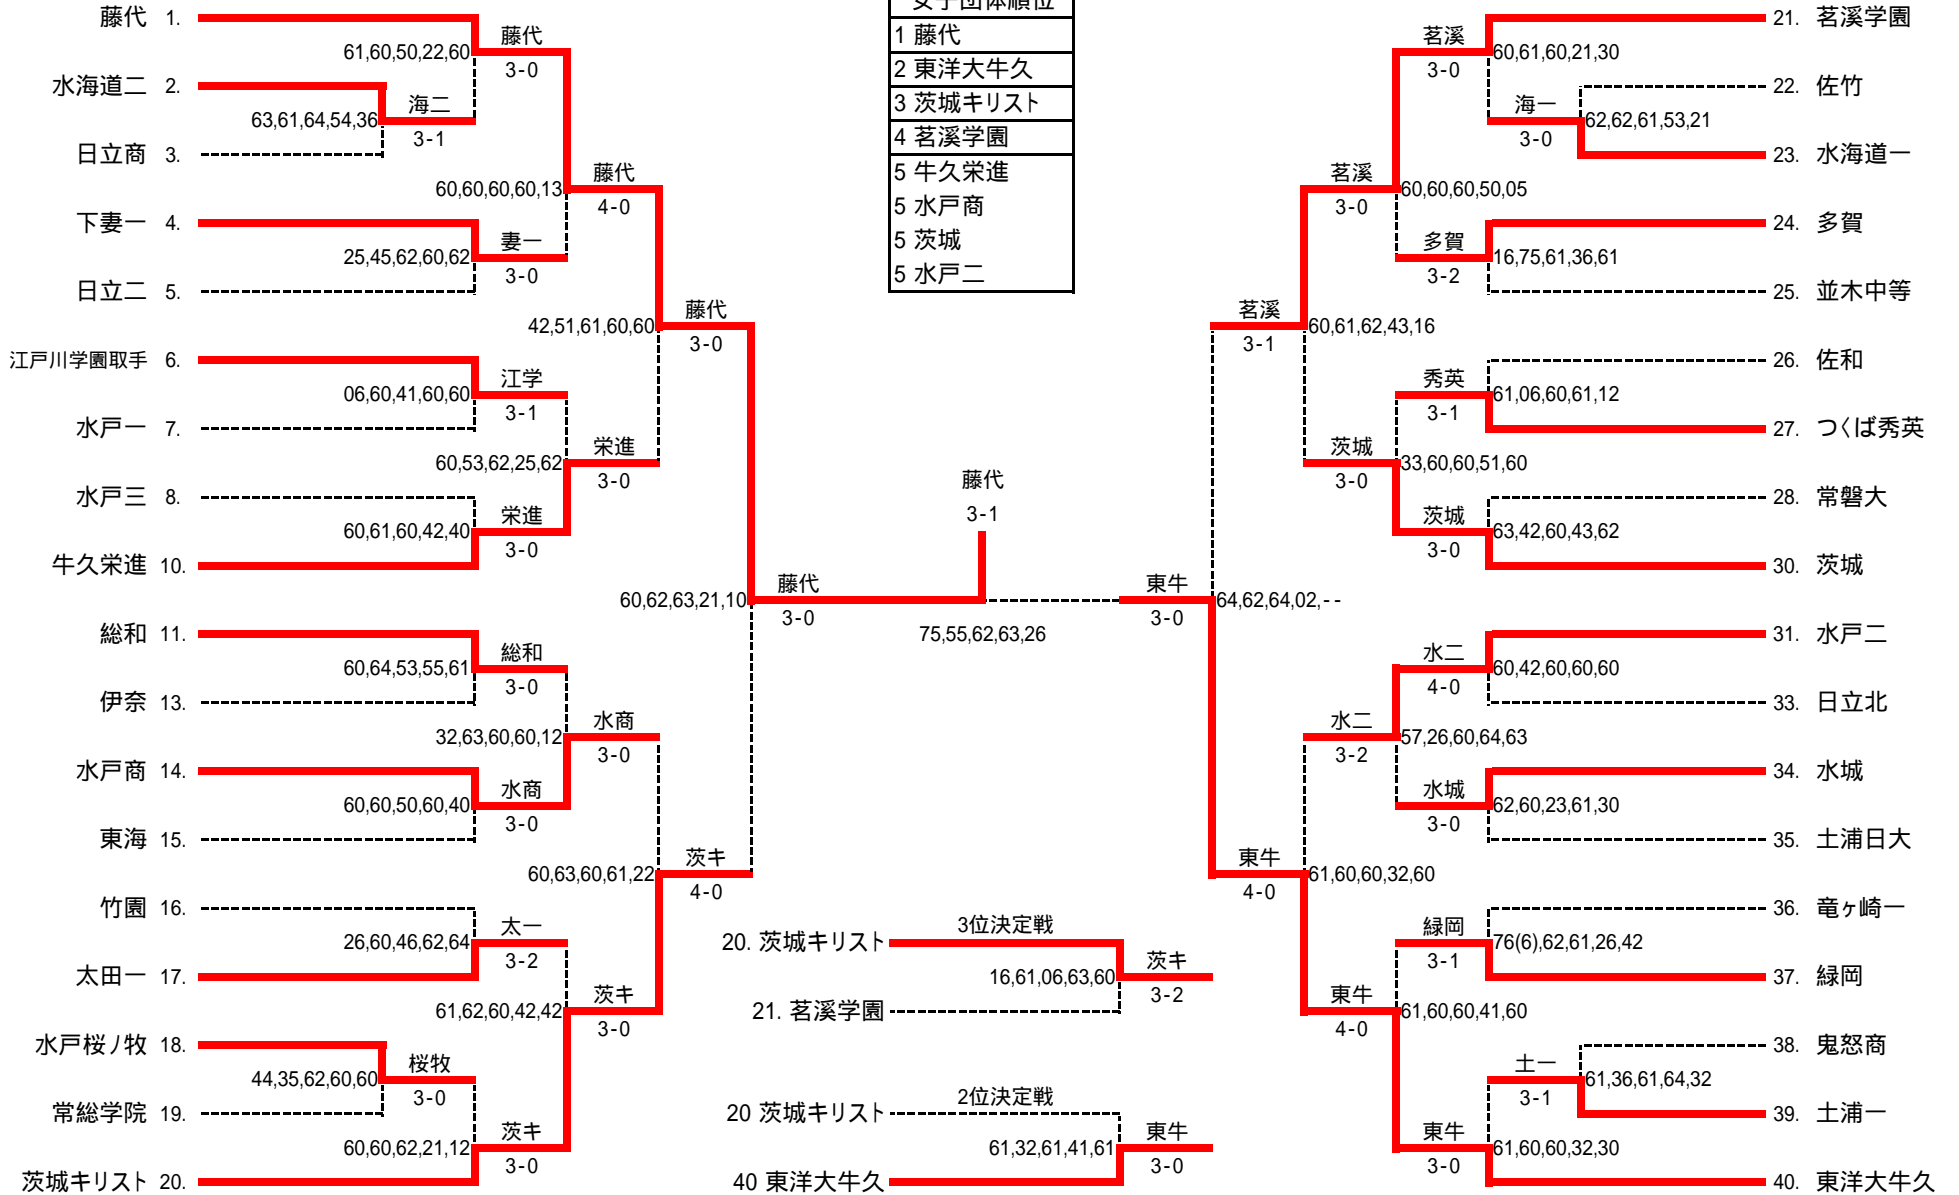 女子団体順位
1 藤代
2 東洋大牛久
3 茨城キリスト
4 茗溪学園
5 牛久栄進
5 水戸商
5 茨城
5 水戸二
藤代 1.
61,60,50,22,60
藤代
3-0
水海道二 2.
63,61,64,54,36
海二
3-1
日立商 3.
60,60,60,60,13
藤代
4-0
下妻一 4.
25,45,62,60,62
妻一
3-0
日立二 5.
42,51,61,60,60
藤代
3-0
江戸川学園取手 6.
06,60,41,60,60
江学
3-1
水戸一 7.
60,53,62,25,62
栄進
3-0
水戸三 8.
60,61,60,42,40
栄進
3-0
牛久栄進 10.
60,62,63,21,10
藤代
3-0
総和 11.
60,64,53,55,61
総和
3-0
伊奈 13.
32,63,60,60,12
水商
3-0
水戸商 14.
60,60,50,60,40
水商
3-0
東海 15.
60,63,60,61,22
茨キ
4-0
竹園 16.
26,60,46,62,64
太一
3-2
太田一 17.
61,62,60,42,42
茨キ
3-0
水戸桜ノ牧 18.
44,35,62,60,60
桜牧
3-0
常総学院 19.
60,60,62,21,12
茨キ
3-0
茨城キリスト 20.
藤代
3-1
75,55,62,63,26
3位決定戦
20. 茨城キリスト
16,61,06,63,60
茨キ
3-2
21. 茗溪学園
2位決定戦
20 茨城キリスト
61,32,61,41,61
東牛
3-0
40 東洋大牛久
21. 茗溪学園
茗溪
3-0
60,61,60,21,30
22. 佐竹
海一
3-0
62,62,61,53,21
23. 水海道一
茗溪
3-0
60,60,60,50,05
24. 多賀
多賀
3-2
16,75,61,36,61
25. 並木中等
茗溪
3-1
60,61,62,43,16
26. 佐和
秀英
3-1
61,06,60,61,12
27. つくば秀英
茨城
3-0
33,60,60,51,60
28. 常磐大
茨城
3-0
63,42,60,43,62
30. 茨城
東牛
3-0
64,62,64,02,--
31. 水戸二
水二
4-0
60,42,60,60,60
33. 日立北
水二
3-2
57,26,60,64,63
34. 水城
水城
3-0
62,60,23,61,30
35. 土浦日大
東牛
4-0
61,60,60,32,60
36. 竜ヶ崎一
緑岡
3-1
76(6),62,61,26,42
37. 緑岡
東牛
4-0
61,60,60,41,60
38. 鬼怒商
土一
3-1
61,36,61,64,32
39. 土浦一
東牛
3-0
61,60,60,32,30
40. 東洋大牛久